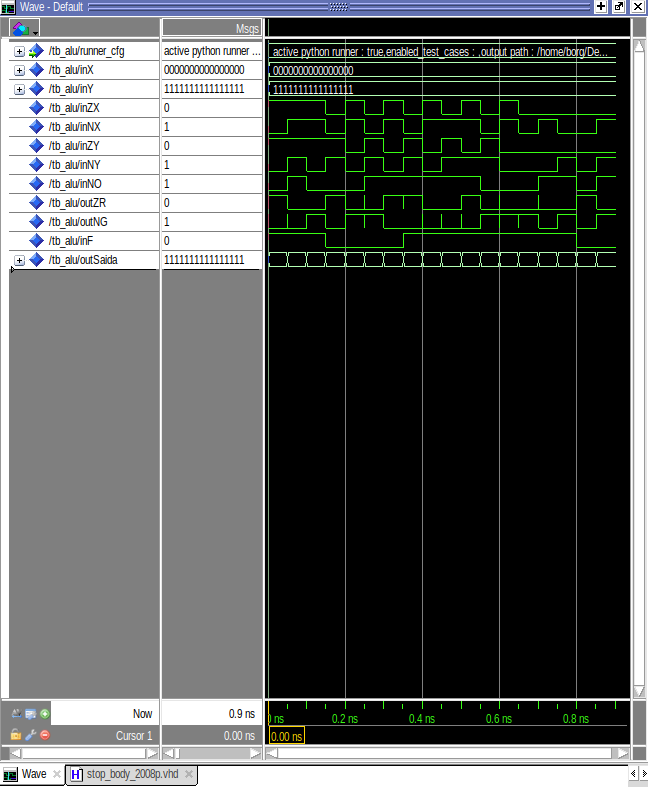 Wave - Default
Msgs
/tb_alu/runner_cfg active python runner ... active python runner : true,enabled_test_cases : ,output path : /home/borg/De...
/tb_alu/inX 0000000000000000 0000000000000000
/tb_alu/inY 1111111111111111 1111111111111111
/tb_alu/inZX 0
/tb_alu/inNX 1
/tb_alu/inZY 0
/tb_alu/inNY 1
/tb_alu/inNO 1
/tb_alu/outZR 0
/tb_alu/outNG 1
/tb_alu/inF 0
/tb_alu/outSaida 1111111111111111
Now 0.9 ns 0 ns 0.2 ns 0.4 ns 0.6 ns 0.8 ns
Cursor 1 0.00 ns 0.00 ns
Wave stop_body_2008p.vhd